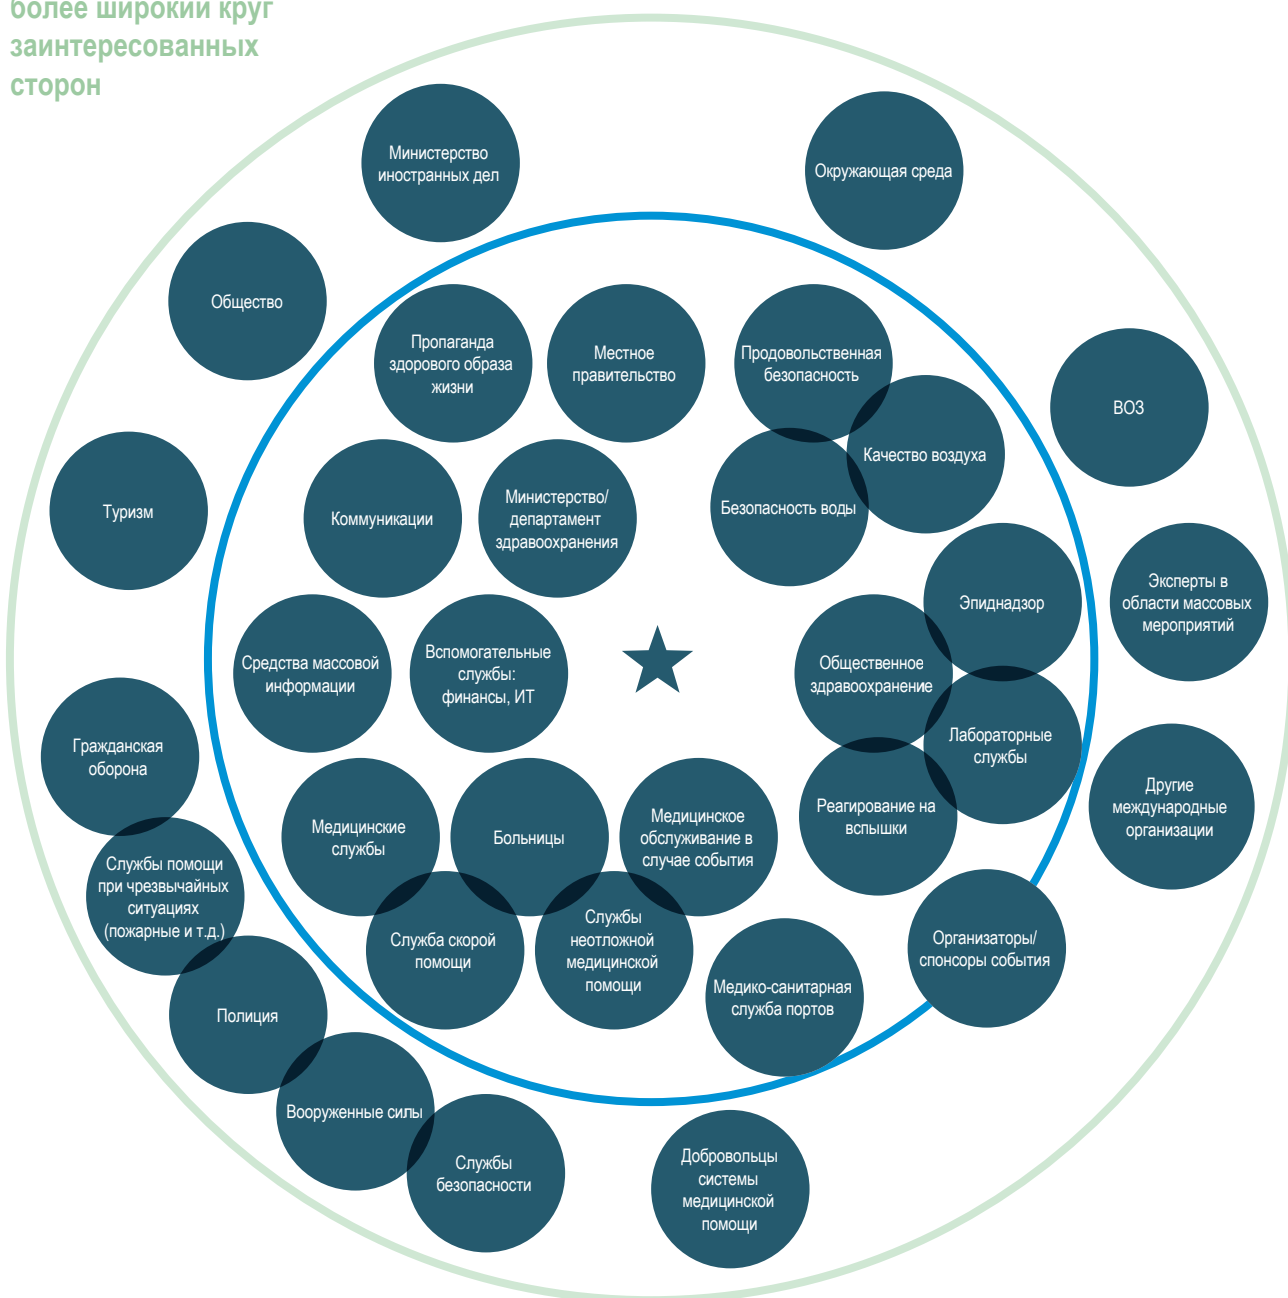 более широкий круг
заинтересованных
сторон
Министерство
иностранных дел
Окружающая среда
Общество
Пропаганда
здорового образа
жизни
Местное
правительство
Продовольственная
безопасность
ВОЗ
Качество воздуха
Туризм
Коммуникации
Министерство/
департамент
здравоохранения
Безопасность воды
Эпиднадзор
Эксперты в
области массовых
мероприятий
Средства массовой
информации
Вспомогательные
службы:
финансы, ИТ
Общественное
здравоохранение
Гражданская
оборона
Лабораторные
службы
Медицинские
службы
Больницы
Медицинское
обслуживание в
случае события
Реагирование на
вспышки
Другие
международные
организации
Службы помощи
при чрезвычайных
ситуациях
(пожарные и т.д.)
Служба скорой
помощи
Службы
неотложной
медицинской
помощи
Организаторы/
спонсоры события
Медико-санитарная
служба портов
Полиция
Вооруженные силы
Службы
безопасности
Добровольцы
системы
медицинской
помощи